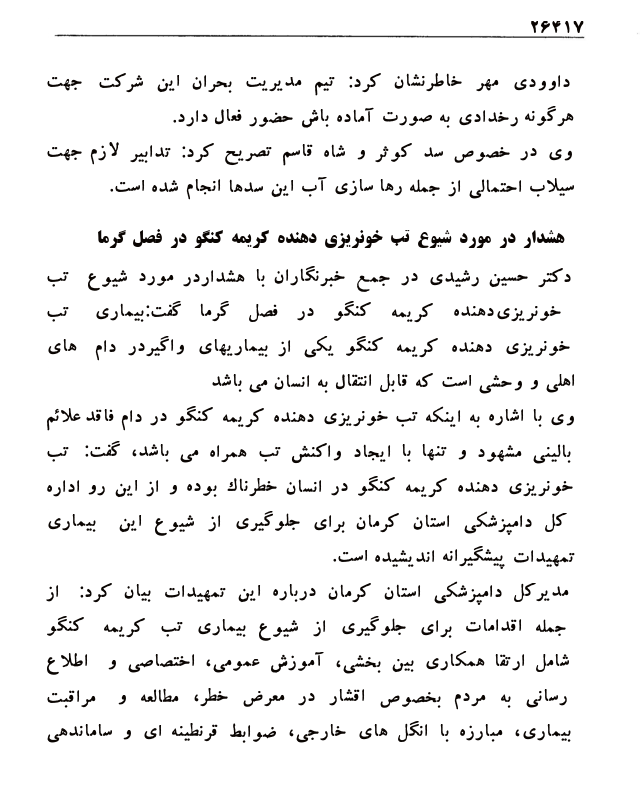 ۲۶۴۱۷
داوودی مهر خاطرنشان کرد: تیم مدیریت بحران این شرکت جهت
هرگونه رخدادی به صورت آماده باش حضور فعال دارد.
وی در خصوص سد کوثر و شاه قاسم تصریح کرد: تدابیر لازم جهت
سیلاب احتمالی از جمله رها سازی آب این سدها انجام شده است.
هشدار در مورد شیوع تب خونریزی دهنده کریمه کنگو در فصل گرما
دکتر حسین رشیدی در جمع خبرنگاران با هشداردر مورد شیوع تب
خونریزی‌دهنده کریمه کنگو در فصل گرما گفت:بیماری تب
خونریزی دهنده کریمه کنگو یکی از بیماریهای واگیردر دام های
اهلی و وحشی است که قابل انتقال به انسان می باشد
وی با اشاره به اینکه تب خونریزی دهنده کریمه کنگو در دام فاقد علائم
بالینی مشهود و تنها با ایجاد واکنش تب همراه می باشد، گفت: تب
خونریزی دهنده کریمه کنگو در انسان خطرناك بوده و از این رو اداره
کل دامپزشکی استان کرمان برای جلوگیری از شیوع این بیماری
تمهیدات پیشگیرانه اندیشیده است.
مدیرکل دامپزشکی استان کرمان درباره این تمهیدات بیان کرد: از
جمله اقدامات برای جلوگیری از شیوع بیماری تب کریمه کنگو
شامل ارتقا همکاری بین بخشی، آموزش عمومی، اختصاصی و اطلاع
رسانی به مردم بخصوص اقشار در معرض خطر، مطالعه و مراقبت
بیماری، مبارزه با انگل های خارجی، ضوابط قرنطینه ای و ساماندهی